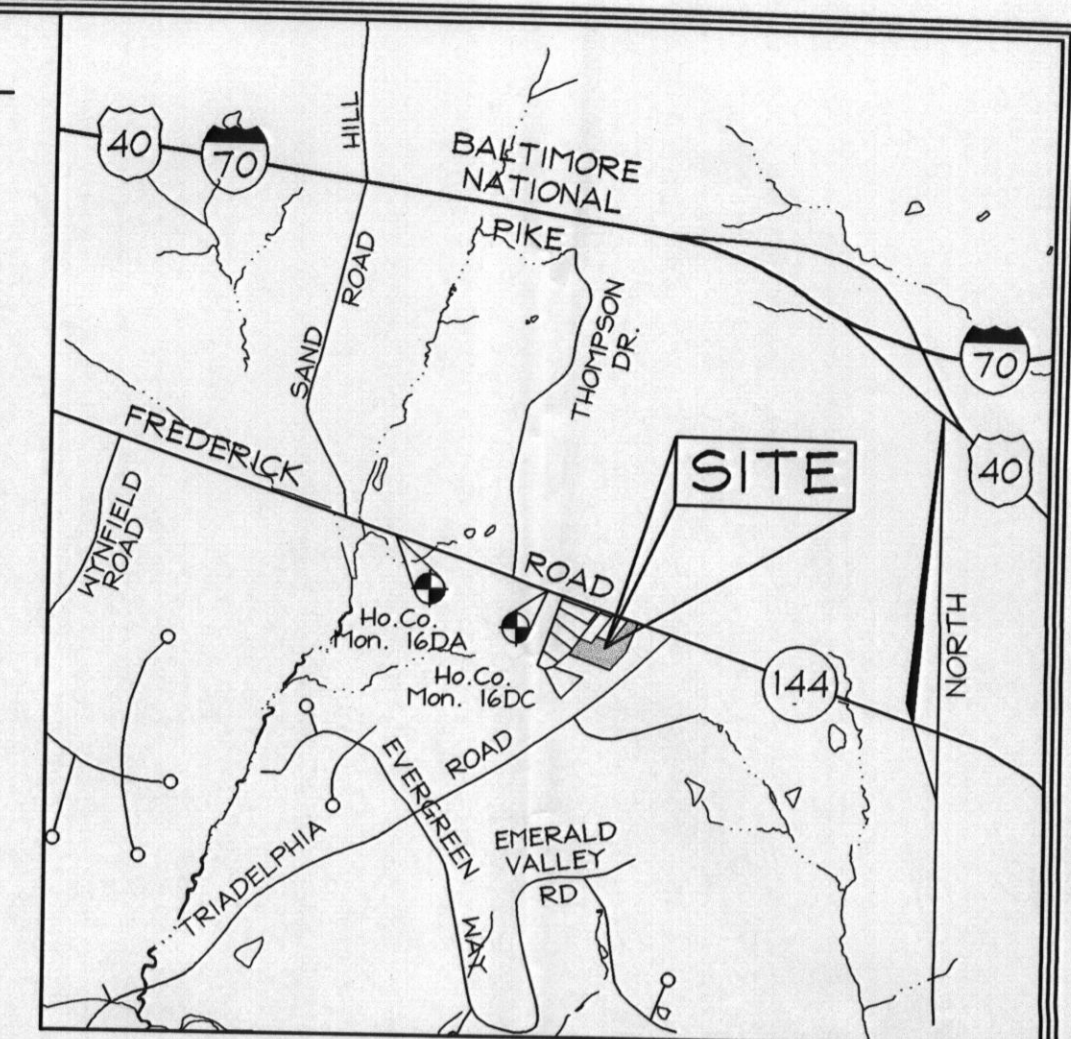 40
70
HILL
BALTIMORE
NATIONAL
PIKE
SAND
ROAD
THOMPSON
DR.
70
40
FREDERICK
ROAD
SITE
WYNFIELD
ROAD
Ho.Co.
Mon. 16DA
Ho.Co.
Mon. 16DC
144
NORTH
TRIADELPHIA
ROAD
EVERGREEN
WAY
EMERALD
VALLEY
RD